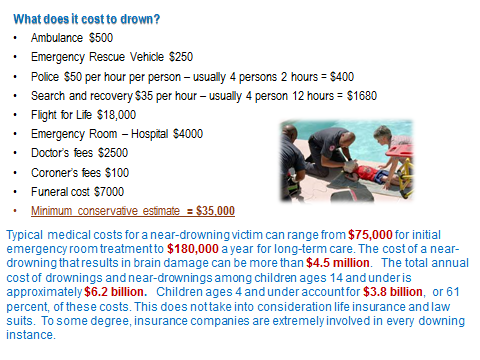 What does it cost to drown?
• Ambulance $500
• Emergency Rescue Vehicle $250
• Police $50 per hour per person – usually 4 persons 2 hours = $400
• Search and recovery $35 per hour – usually 4 person 12 hours = $1680
• Flight for Life $18,000
• Emergency Room – Hospital $4000
• Doctor's fees $2500
• Coroner's fees $100
• Funeral cost $7000
• Minimum conservative estimate = $35,000
Typical medical costs for a near-drowning victim can range from $75,000 for initial
emergency room treatment to $180,000 a year for long-term care. The cost of a near-
drowning that results in brain damage can be more than $4.5 million. The total annual
cost of drownings and near-drownings among children ages 14 and under is
approximately $6.2 billion. Children ages 4 and under account for $3.8 billion, or 61
percent, of these costs. This does not take into consideration life insurance and law
suits. To some degree, insurance companies are extremely involved in every downing
instance.